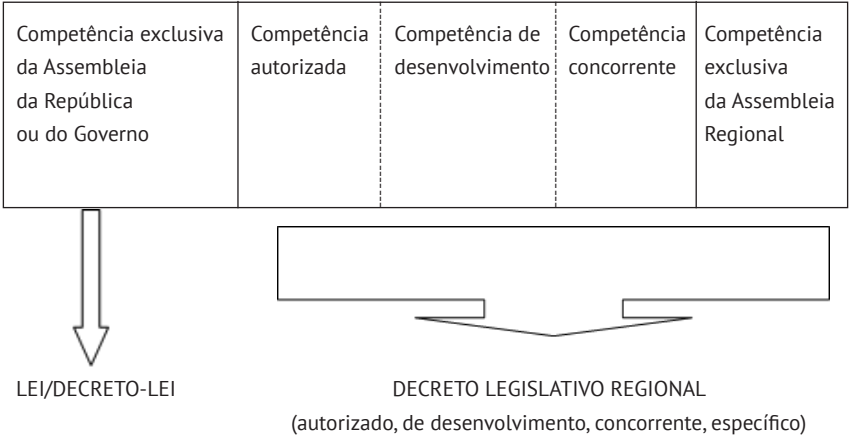 Competência exclusiva
da Assembleia
da República
ou do Governo
Competência
autorizada
Competência de
desenvolvimento
Competência
concorrente
Competência
exclusiva
da Assembleia
Regional
LEI/DECRETO-LEI
DECRETO LEGISLATIVO REGIONAL
(autorizado, de desenvolvimento, concorrente, específico)